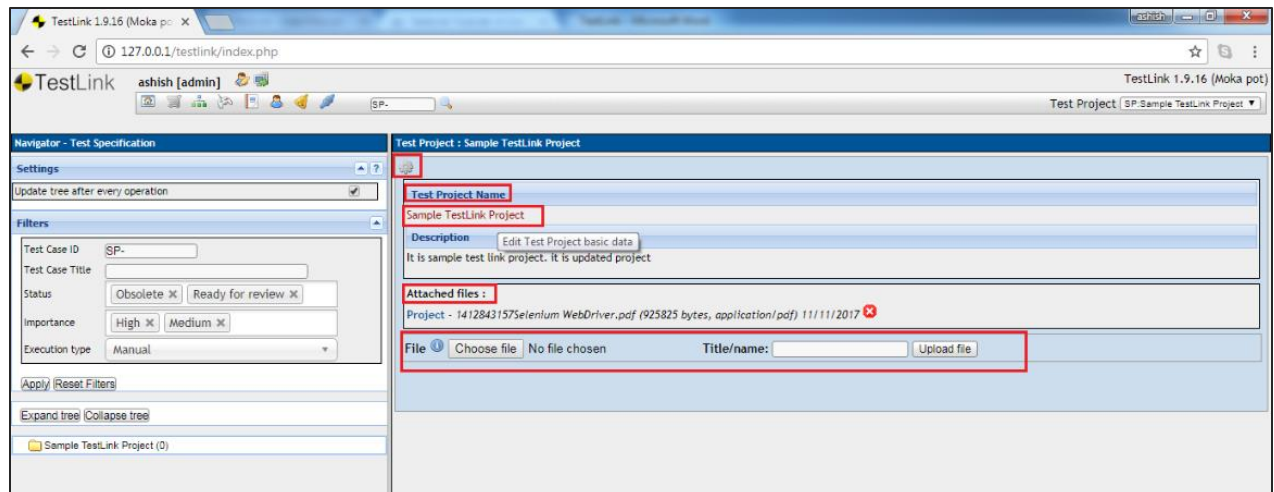 TestLink 1.9.16 (Moka po
ashish
127.0.0.1/testlink/index.php
TestLink ashish [admin] TestLink 1.9.16 (Moka pot)
SP- Test Project SP:Sample TestLink Project
Navigator - Test Specification
Settings
Update tree after every operation
Filters
Test Case ID SP-
Test Case Title
Status Obsolete Ready for review
Importance High Medium
Execution type Manual
Apply Reset Filters
Expand tree Collapse tree
Sample TestLink Project (0)
Test Project : Sample TestLink Project
Test Project Name
Sample TestLink Project
Description
Edit Test Project basic data
It is sample test link project. it is updated project
Attached files :
Project - 1412843157Selenium WebDriver.pdf (925825 bytes, application/pdf) 11/11/2017
File Choose file No file chosen Title/name: Upload file